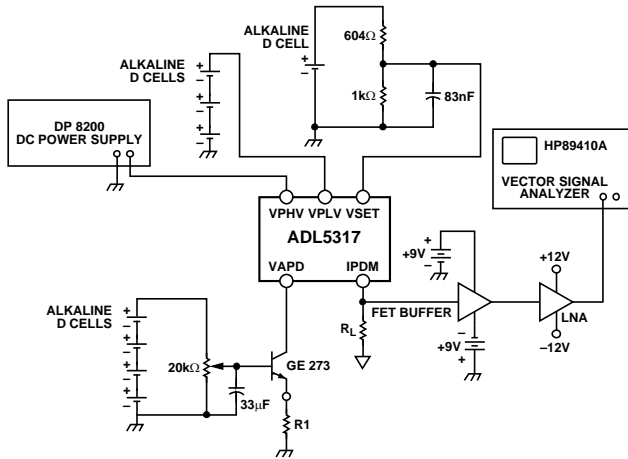 ALKALINE
D CELL
+
–
604Ω
1kΩ
83nF
ALKALINE
D CELLS
+
–
+
–
+
–
DP 8200
DC POWER SUPPLY
HP89410A
VECTOR SIGNAL
ANALYZER
VPHV VPLV VSET
ADL5317
VAPD IPDM
+9V
+
–
+12V
FET BUFFER
LNA
RL
–
+9V
+
–12V
ALKALINE
D CELLS
+
–
+
–
+
–
+
–
20kΩ
33μF
GE 273
R1